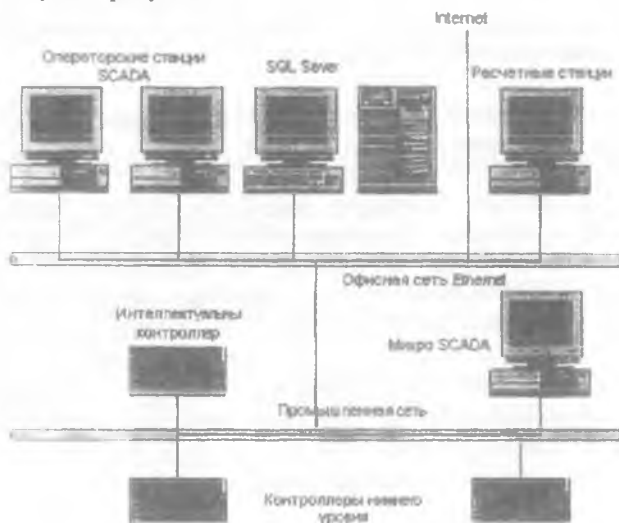 Internet
Операторские станции
SCADA
SQL Sever
Расчетные станции
Офисная сеть Ethernet
Интеллектуальны
контроллер
Микро SCADA
Промышленная сеть
Контроллеры нижнего
уровня